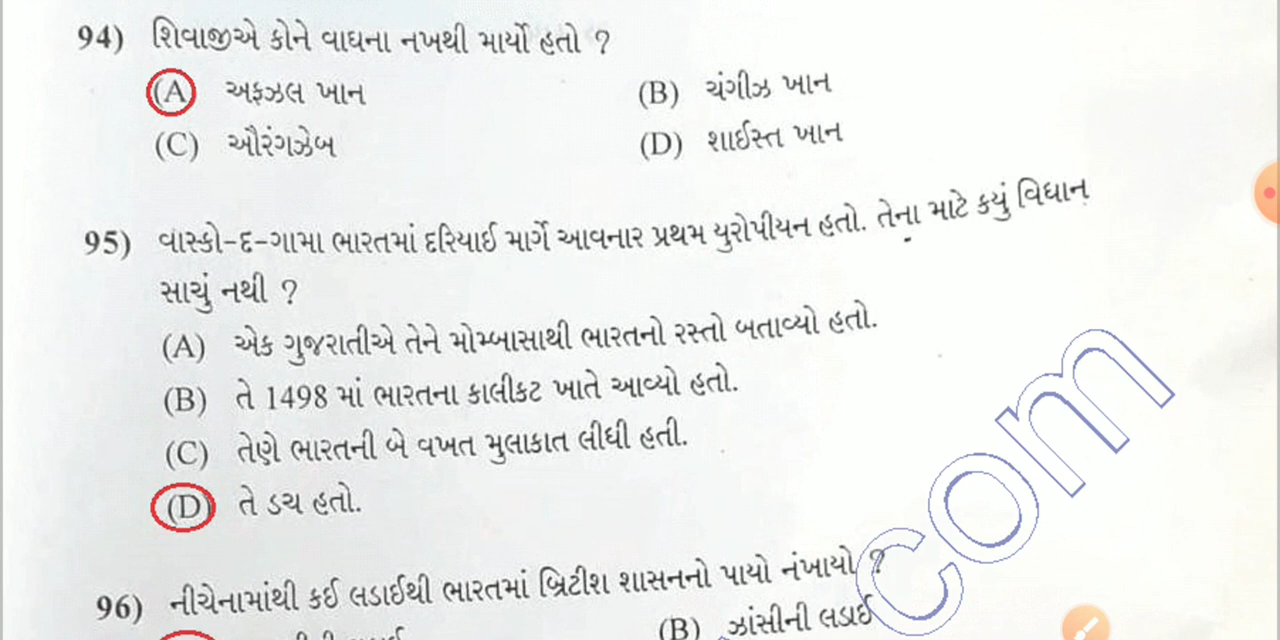 94) શિવાજીએ કોને વાઘના નખથી માર્યો હતો ?
(A) અફઝલ ખાન (B) ચંગીઝ ખાન
(C) ઔરંગઝેબ (D) શાઈસ્ત ખાન
95) વાસ્કો-દ-ગામા ભારતમાં દરિયાઈ માર્ગે આવનાર પ્રથમ યુરોપીયન હતો. તેના માટે કયું વિધાન
સાચું નથી ?
(A) એક ગુજરાતીએ તેને મોમ્બાસાથી ભારતનો રસ્તો બતાવ્યો હતો.
(B) તે 1498 માં ભારતના કાલીકટ ખાતે આવ્યો હતો.
(C) તેણે ભારતની બે વખત મુલાકાત લીધી હતી.
(D) તે ડચ હતો.
96) નીચેનામાંથી કઈ લડાઈથી ભારતમાં બ્રિટીશ શાસનનો પાયો નંખાયો ?
(B) ઝાંસીની લડાઈ
.com